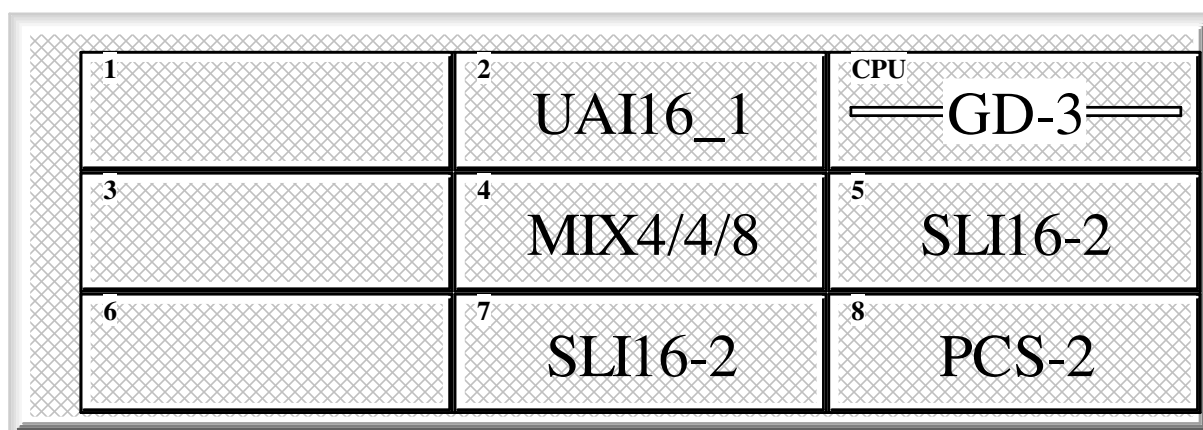 1
2
UAI16_1
CPU
GD-3
3
4
MIX4/4/8
5
SLI16-2
6
7
SLI16-2
8
PCS-2